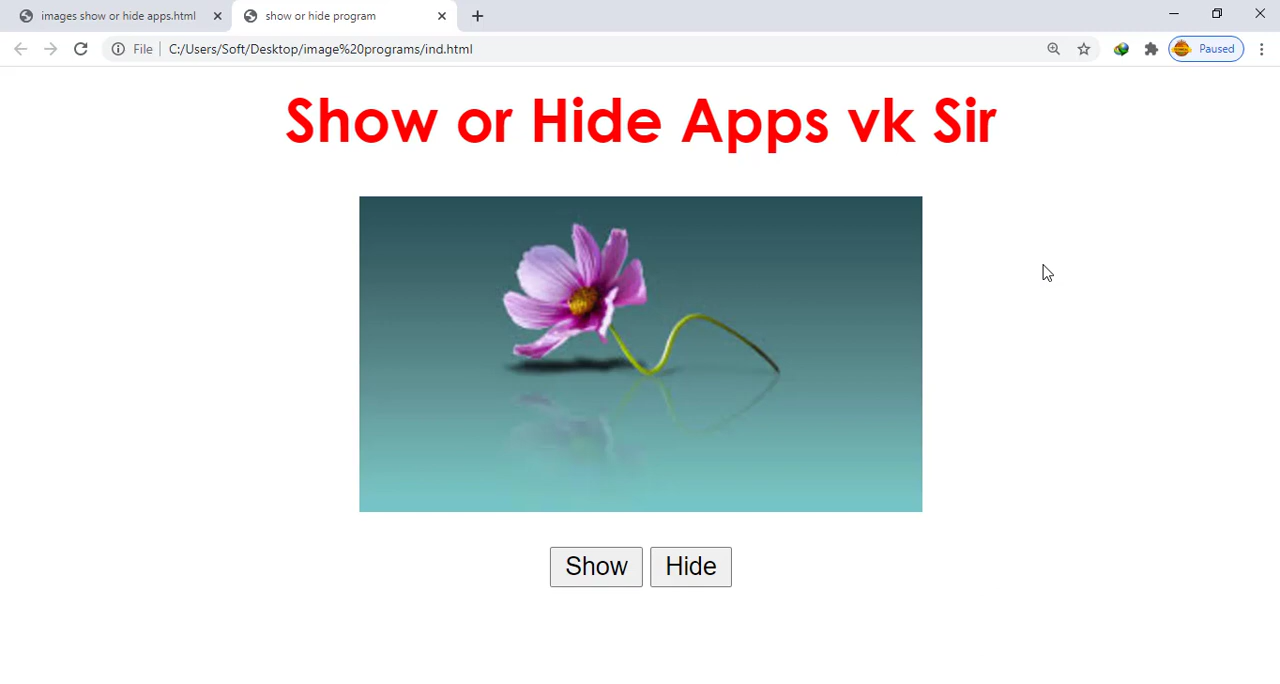 images show or hide apps.html
show or hide program
File
C:/Users/Soft/Desktop/image%20programs/ind.html
Paused
Show or Hide Apps vk Sir
Show
Hide